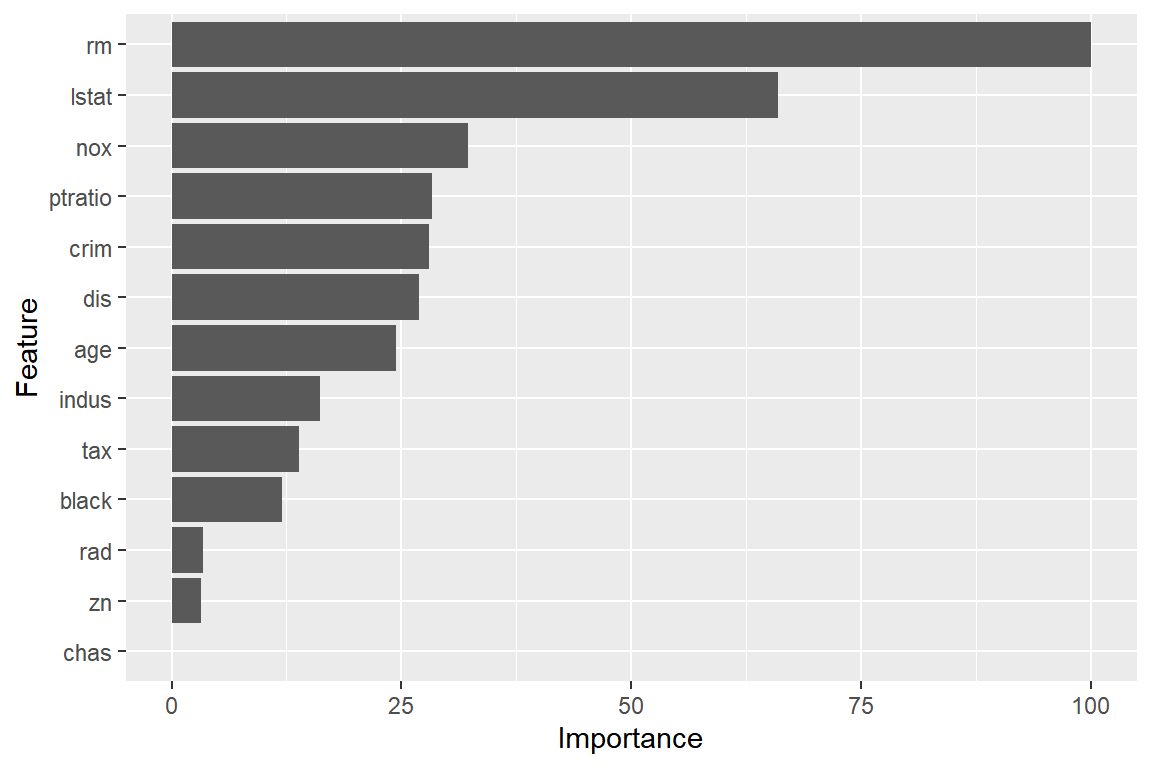 rm
lstat
nox
ptratio
crim
dis
age
indus
tax
black
rad
zn
chas
Feature
0 25 50 75 100
Importance